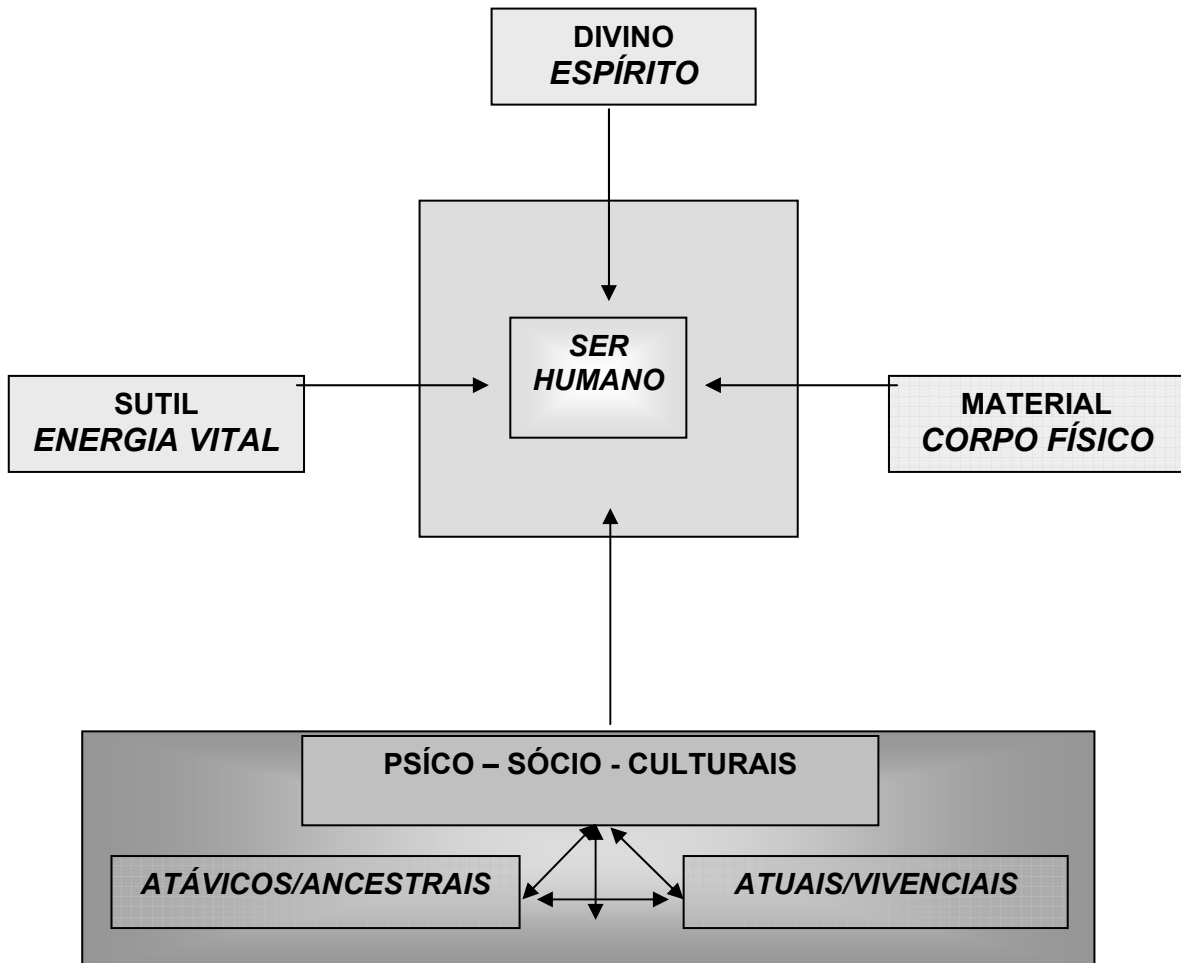 DIVINO
ESPÍRITO
SER
HUMANO
SUTIL
ENERGIA VITAL
MATERIAL
CORPO FÍSICO
PSÍCO – SÓCIO - CULTURAIS
ATÁVICOS/ANCESTRAIS
ATUAIS/VIVENCIAIS